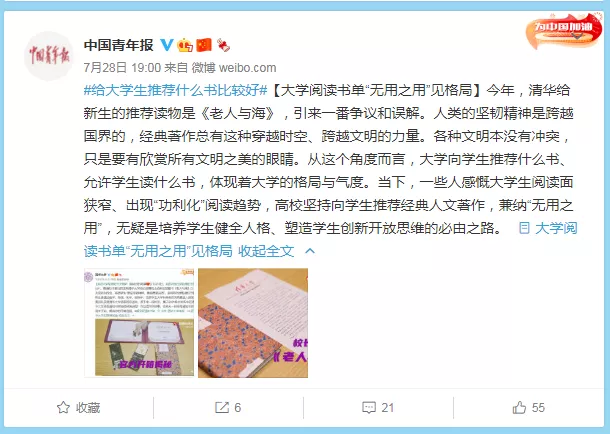 为中国加油
中国青年报
中国青年报
7月28日 19:00 来自 微博 weibo.com
#给大学生推荐什么书比较好#【大学阅读书单“无用之用”见格局】今年，清华给
新生的推荐读物是《老人与海》，引来一番争议和误解。人类的坚韧精神是跨越
国界的，经典著作总有这种穿越时空、跨越文明的力量。各种文明本没有冲突，
只是要有欣赏所有文明之美的眼睛。从这个角度而言，大学向学生推荐什么书、
允许学生读什么书，体现着大学的格局与气度。当下，一些人感慨大学生阅读面
狭窄、出现“功利化”阅读趋势，高校坚持向学生推荐经典人文著作，兼纳“无用之
用”，无疑是培养学生健全人格、塑造学生创新开放思维的必由之路。 大学
阅读书单“无用之用”见格局 收起全文
《老人
收藏
6
21
55